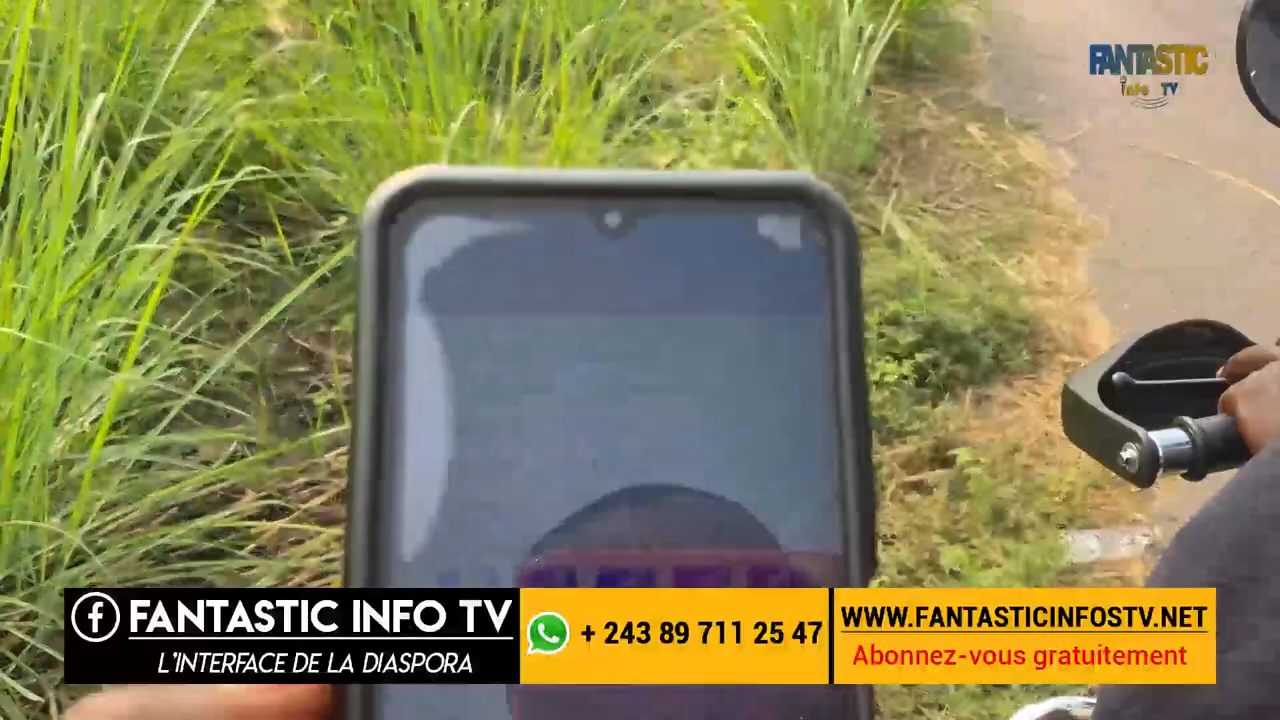 FANTASTIC
Info TV
FANTASTIC INFO TV
L'INTERFACE DE LA DIASPORA
+ 243 89 711 25 47
WWW.FANTASTICINFOSTV.NET
Abonnez-vous gratuitement